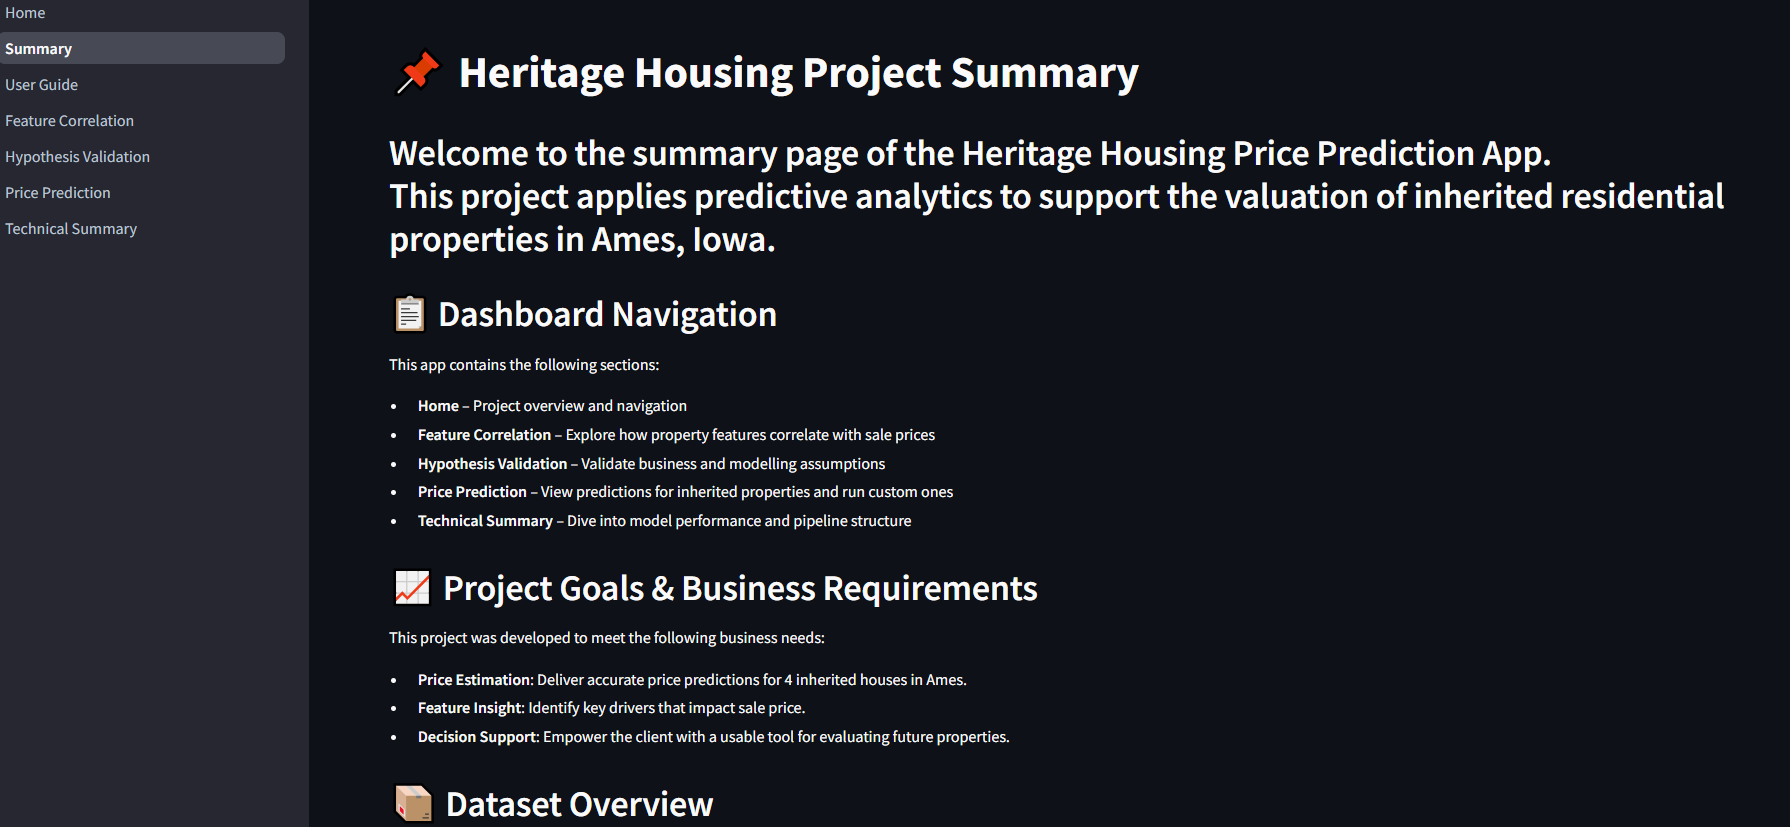 Home
Summary
User Guide
Feature Correlation
Hypothesis Validation
Price Prediction
Technical Summary
Heritage Housing Project Summary
Welcome to the summary page of the Heritage Housing Price Prediction App.
This project applies predictive analytics to support the valuation of inherited residential
properties in Ames, Iowa.
Dashboard Navigation
This app contains the following sections:
• Home – Project overview and navigation
• Feature Correlation – Explore how property features correlate with sale prices
• Hypothesis Validation – Validate business and modelling assumptions
• Price Prediction – View predictions for inherited properties and run custom ones
• Technical Summary – Dive into model performance and pipeline structure
Project Goals & Business Requirements
This project was developed to meet the following business needs:
• Price Estimation: Deliver accurate price predictions for 4 inherited houses in Ames.
• Feature Insight: Identify key drivers that impact sale price.
• Decision Support: Empower the client with a usable tool for evaluating future properties.
Dataset Overview